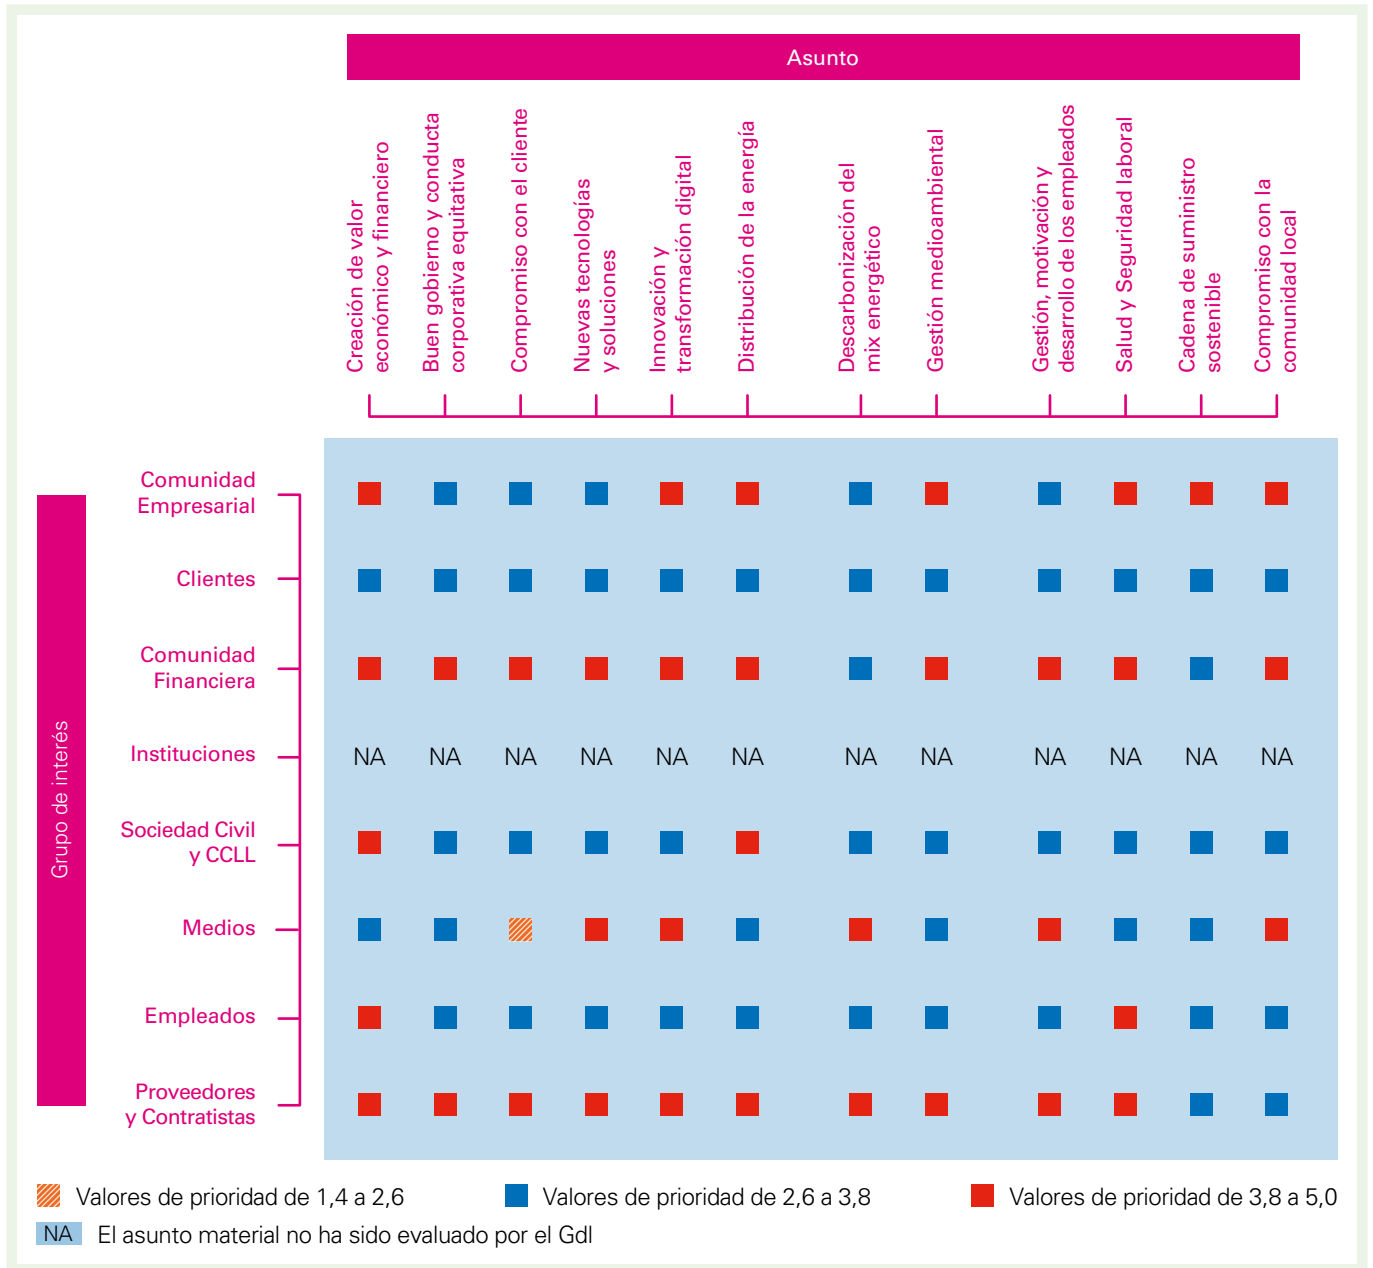 Asunto
Creación de valor
económico y financiero
Buen gobierno y conducta
corporativa equitativa
Compromiso con el cliente
Nuevas tecnologías
y soluciones
Innovación y
transformación digital
Distribución de la energía
Descarbonización del
mix energético
Gestión medioambiental
Gestión, motivación y
desarrollo de los empleados
Salud y Seguridad laboral
Cadena de suministro
sostenible
Compromiso con la
comunidad local
Grupo de interés
Comunidad
Empresarial
Clientes
Comunidad
Financiera
Instituciones NA NA NA NA NA NA NA NA NA NA NA NA
Sociedad Civil
y CCLL
Medios
Empleados
Proveedores
y Contratistas
Valores de prioridad de 1,4 a 2,6 Valores de prioridad de 2,6 a 3,8 Valores de prioridad de 3,8 a 5,0
NA El asunto material no ha sido evaluado por el GdI